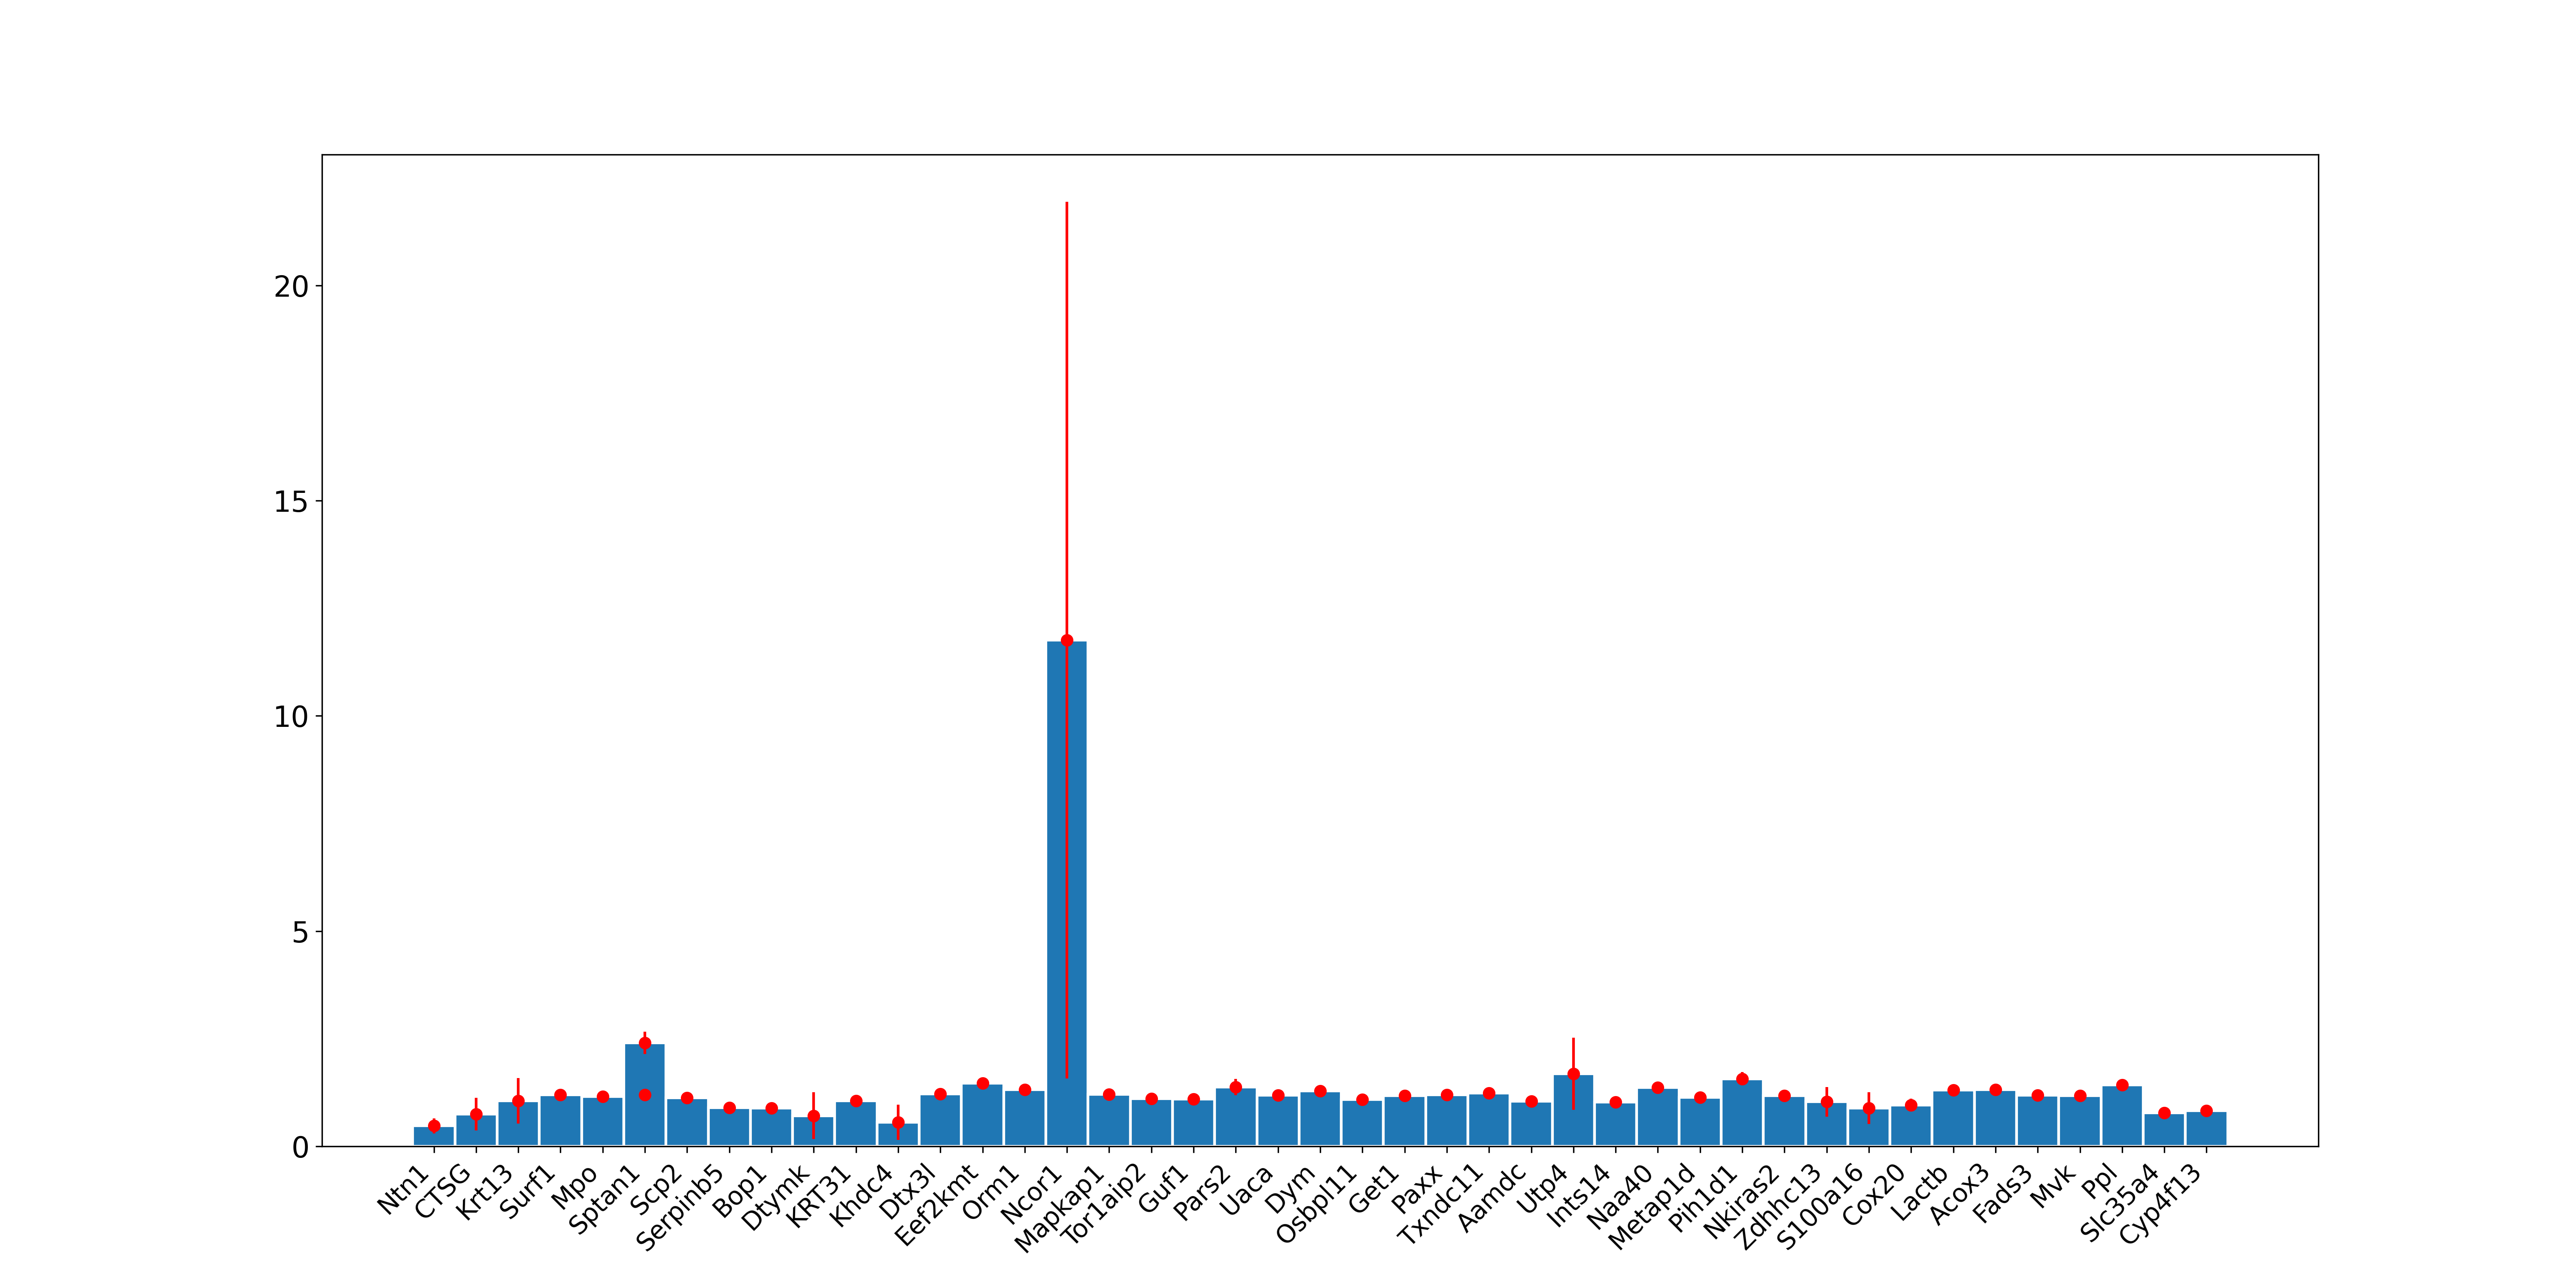 20
15
10
5
0
Ntn1
CTSG
Krt13
Surf1
Mpo
Sptan1
Scp2
Serpinb5
Bop1
Dtymk
KRT31
Khdc4
Dtx3l
Eef2kmt
Orm1
Ncor1
Mapkap1
Tor1aip2
Guf1
Pars2
Uaca
Dym
Osbpl11
Get1
Paxx
Txndc11
Aamdc
Utp4
Ints14
Naa40
Metap1d
Pih1d1
Nkiras2
Zdhhc13
S100a16
Cox20
Lactb
Acox3
Fads3
Mvk
Ppl
Slc35a4
Cyp4f13